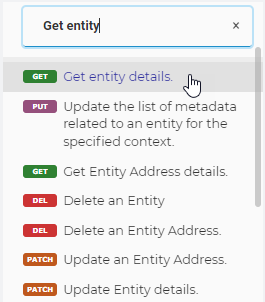 Get entity ×
GET Get entity details.
PUT Update the list of metadata
related to an entity for the
specified context.
GET Get Entity Address details.
DEL Delete an Entity
DEL Delete an Entity Address.
PATCH Update an Entity Address.
PATCH Update Entity details.